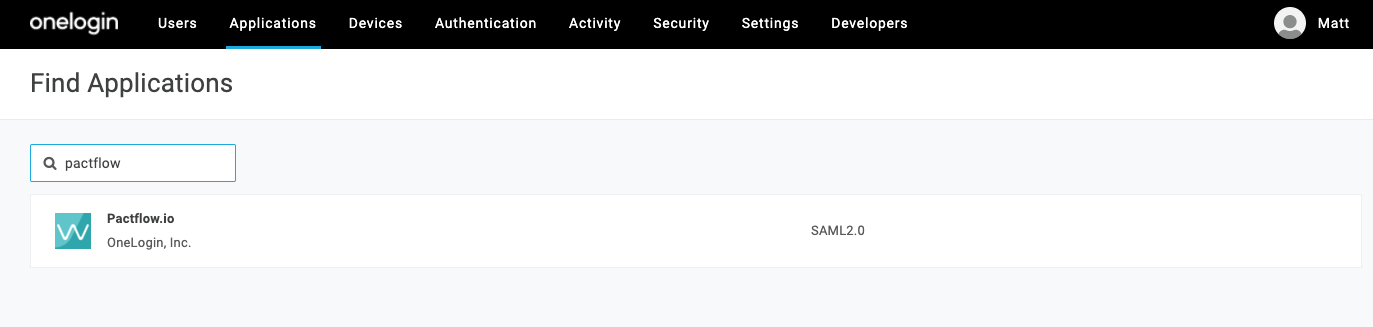 onelogin Users Applications Devices Authentication Activity Security Settings Developers Matt
Find Applications
pactflow
Pactflow.io
OneLogin, Inc.
SAML2.0